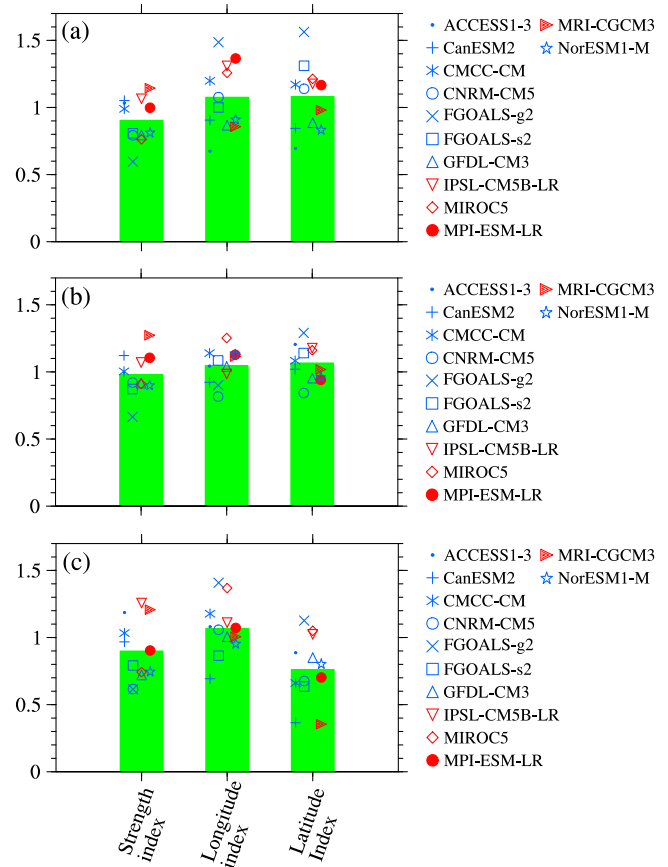 (a)
1.5
1
0.5
0
ACCESS1-3 MRI-CGCM3
CanESM2 NorESM1-M
CMCC-CM
CNRM-CM5
FGOALS-g2
FGOALS-s2
GFDL-CM3
IPSL-CM5B-LR
MIROC5
MPI-ESM-LR
(b)
1.5
1
0.5
0
ACCESS1-3 MRI-CGCM3
CanESM2 NorESM1-M
CMCC-CM
CNRM-CM5
FGOALS-g2
FGOALS-s2
GFDL-CM3
IPSL-CM5B-LR
MIROC5
MPI-ESM-LR
(c)
1.5
1
0.5
0
ACCESS1-3 MRI-CGCM3
CanESM2 NorESM1-M
CMCC-CM
CNRM-CM5
FGOALS-g2
FGOALS-s2
GFDL-CM3
IPSL-CM5B-LR
MIROC5
MPI-ESM-LR
Strength
index
Longitude
index
Latitude
Index